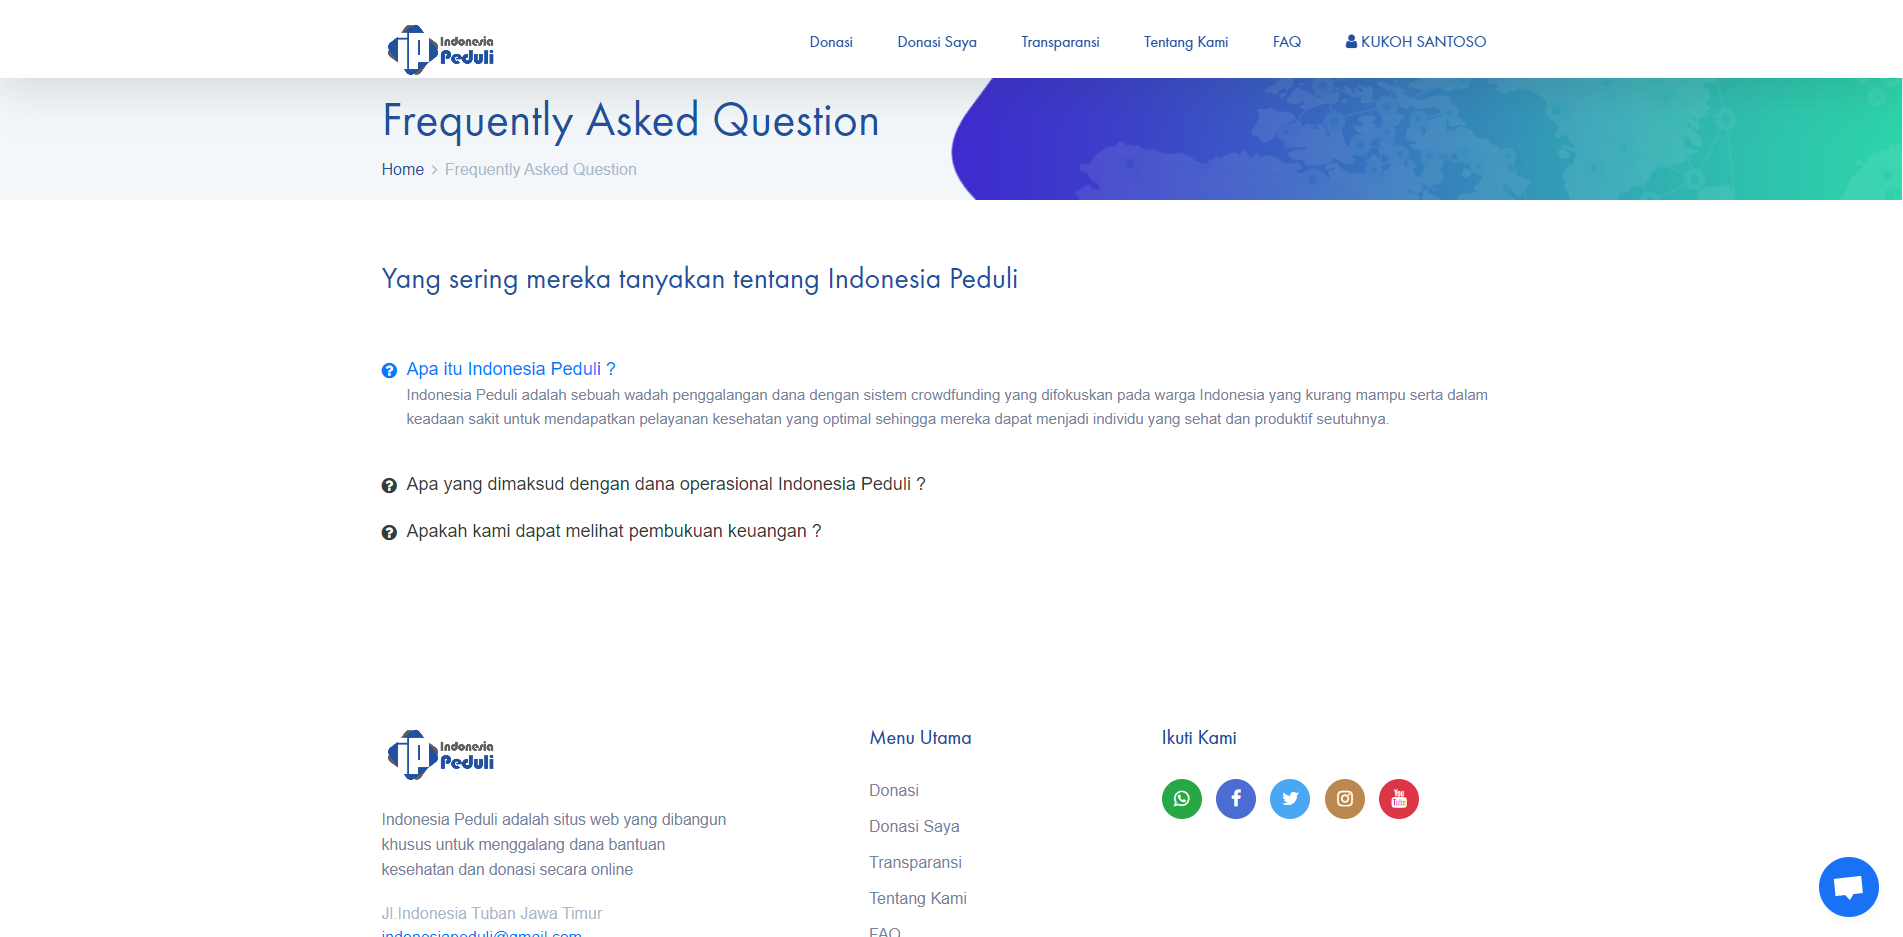 Indonesia
Peduli
Donasi
Donasi Saya
Transparansi
Tentang Kami
FAQ
KUKOH SANTOSO
Frequently Asked Question
Home > Frequently Asked Question
Yang sering mereka tanyakan tentang Indonesia Peduli
Apa itu Indonesia Peduli ?
Indonesia Peduli adalah sebuah wadah penggalangan dana dengan sistem crowdfunding yang difokuskan pada warga Indonesia yang kurang mampu serta dalam
keadaan sakit untuk mendapatkan pelayanan kesehatan yang optimal sehingga mereka dapat menjadi individu yang sehat dan produktif seutuhnya.
Apa yang dimaksud dengan dana operasional Indonesia Peduli ?
Apakah kami dapat melihat pembukuan keuangan ?
Indonesia
Peduli
Indonesia Peduli adalah situs web yang dibangun
khusus untuk menggalang dana bantuan
kesehatan dan donasi secara online
Jl.Indonesia Tuban Jawa Timur
indonesiapeduli@gmail.com
Menu Utama
Donasi
Donasi Saya
Transparansi
Tentang Kami
FAQ
Ikuti Kami
You
Tube